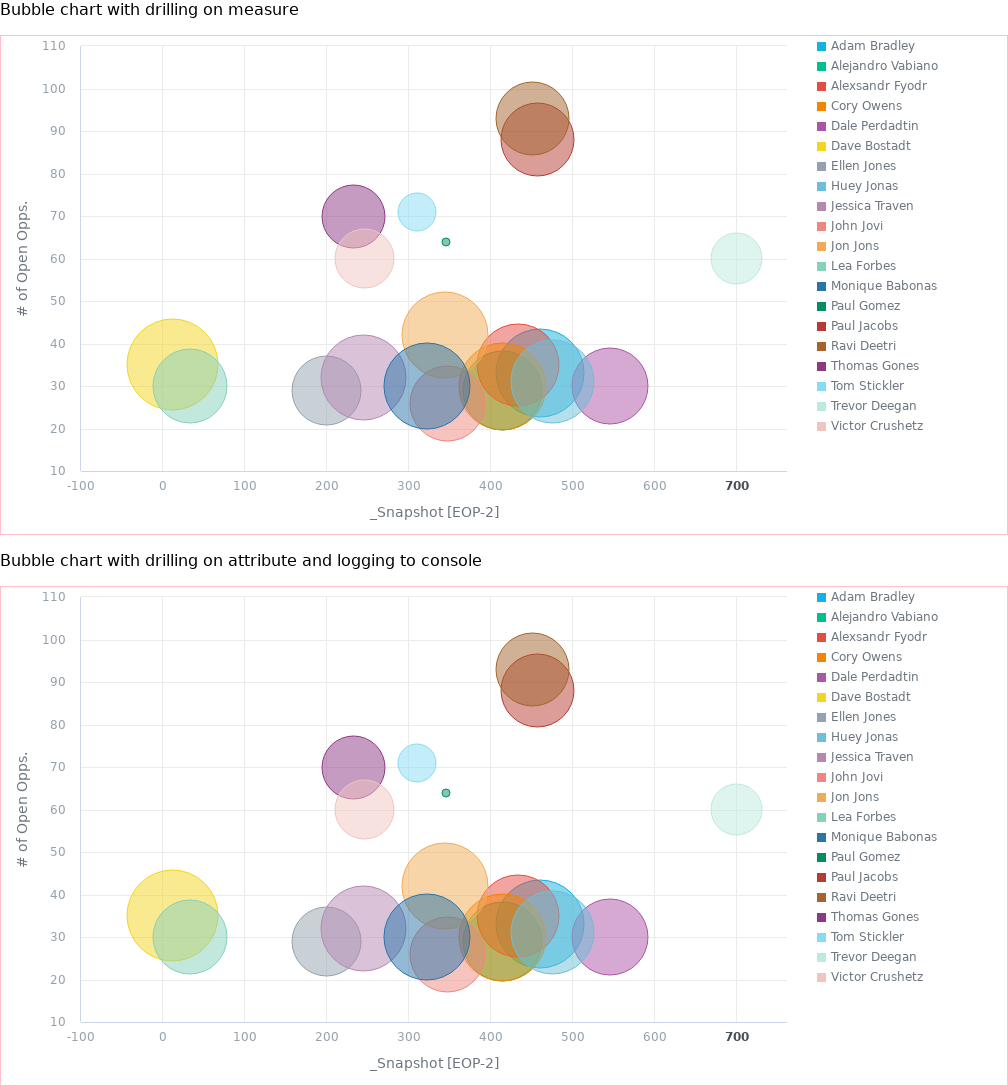 Bubble chart with drilling on measure
110
100
90
80
70
60
50
40
30
20
10
# of Open Opps.
-100
0
100
200
300
400
500
600
700
_Snapshot [EOP-2]
Adam Bradley
Alejandro Vabiano
Alexsandr Fyodr
Cory Owens
Dale Perdadtin
Dave Bostadt
Ellen Jones
Huey Jonas
Jessica Traven
John Jovi
Jon Jons
Lea Forbes
Monique Babonas
Paul Gomez
Paul Jacobs
Ravi Deetri
Thomas Gones
Tom Stickler
Trevor Deegan
Victor Crushetz
Bubble chart with drilling on attribute and logging to console
110
100
90
80
70
60
50
40
30
20
10
# of Open Opps.
-100
0
100
200
300
400
500
600
700
_Snapshot [EOP-2]
Adam Bradley
Alejandro Vabiano
Alexsandr Fyodr
Cory Owens
Dale Perdadtin
Dave Bostadt
Ellen Jones
Huey Jonas
Jessica Traven
John Jovi
Jon Jons
Lea Forbes
Monique Babonas
Paul Gomez
Paul Jacobs
Ravi Deetri
Thomas Gones
Tom Stickler
Trevor Deegan
Victor Crushetz